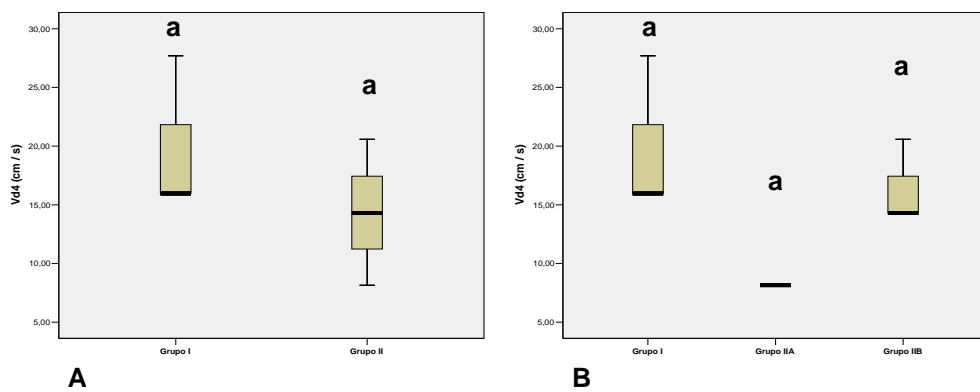 a
a
30,00
25,00
20,00
15,00
10,00
5,00
Vd4 (cm / s)
Grupo I
Grupo II
A
a
a
a
30,00
25,00
20,00
15,00
10,00
5,00
Vd4 (cm / s)
Grupo I
Grupo IIA
Grupo IIB
B